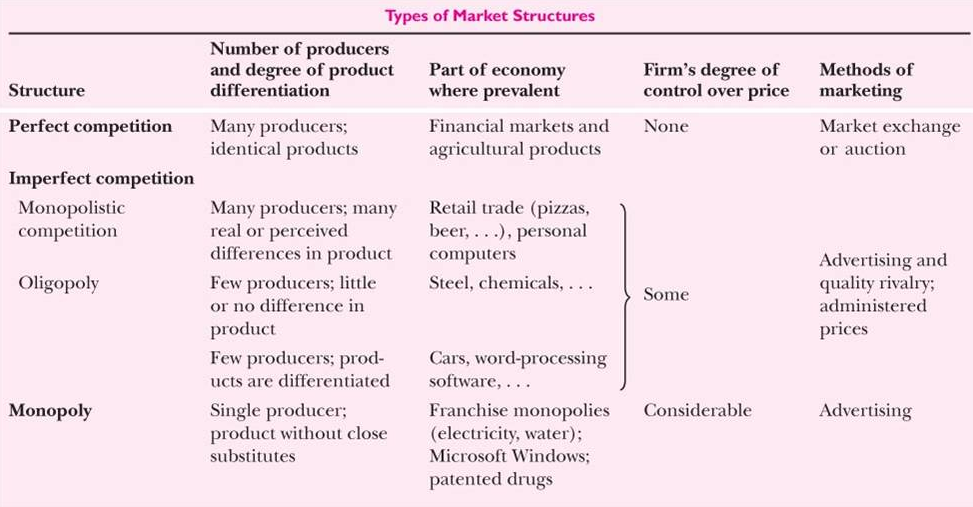 Types of Market Structures
Structure
Number of producers
and degree of product
differentiation
Part of economy
where prevalent
Firm's degree of
control over price
Methods of
marketing
Perfect competition
Many producers;
identical products
Financial markets and
agricultural products
None
Market exchange
or auction
Imperfect competition
Monopolistic
competition
Many producers; many
real or perceived
differences in product
Retail trade (pizzas,
beer, . . .), personal
computers
Oligopoly
Few producers; little
or no difference in
product
Steel, chemicals, . . .
Few producers; prod-
ucts are differentiated
Cars, word-processing
software, . . .
Some
Advertising and
quality rivalry;
administered
prices
Monopoly
Single producer;
product without close
substitutes
Franchise monopolies
(electricity, water);
Microsoft Windows;
patented drugs
Considerable
Advertising